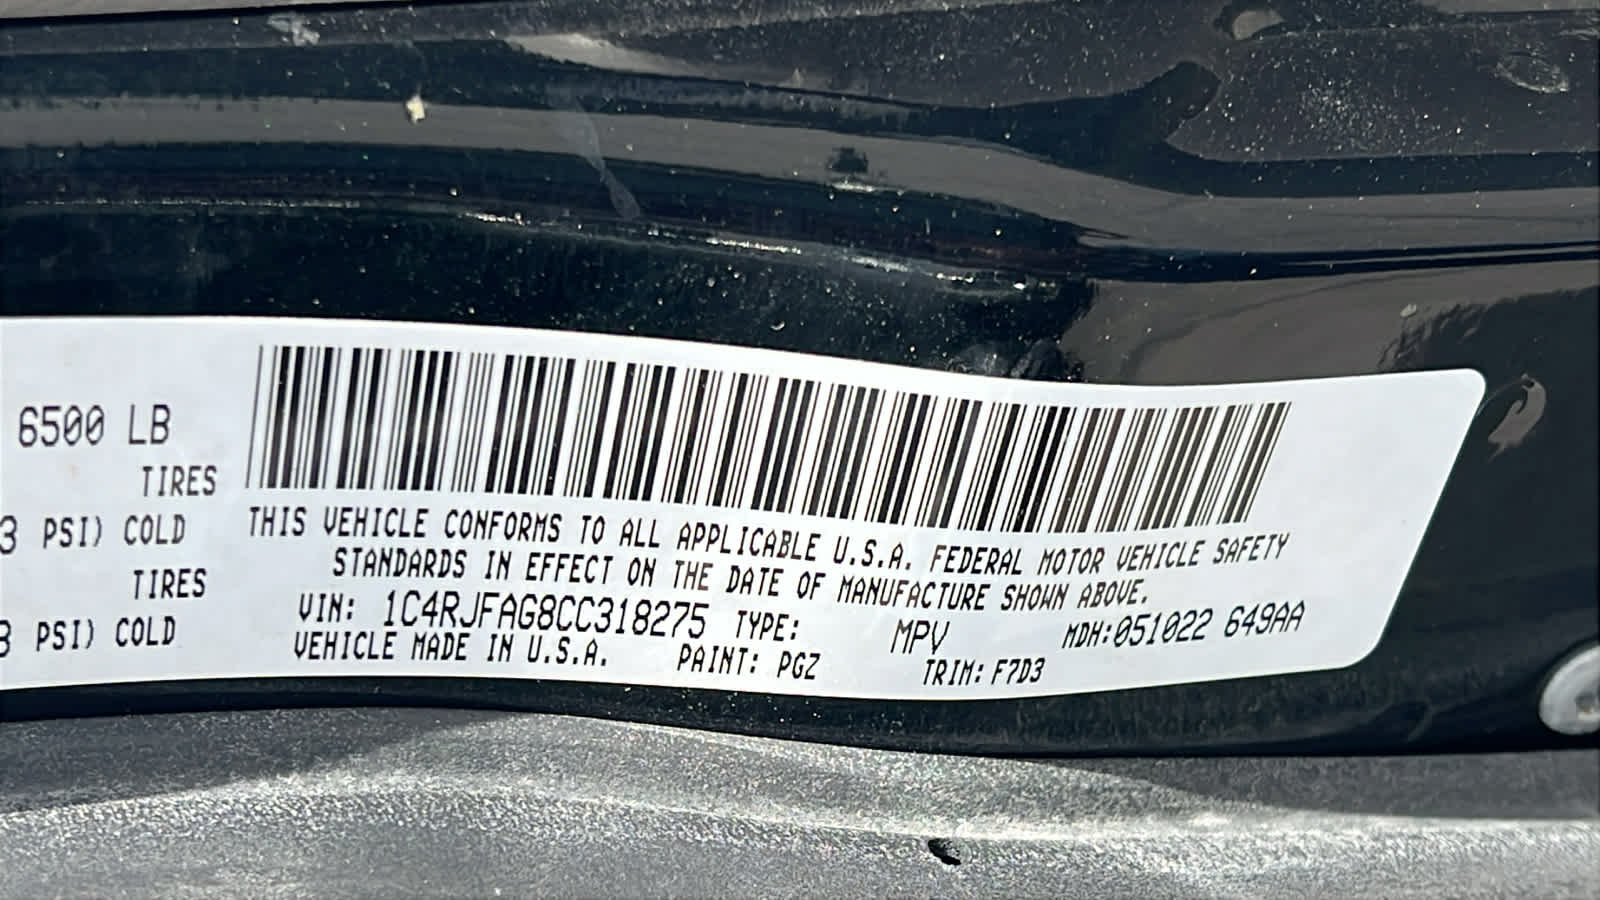 6500 LB
TIRES
3 PSI) COLD
TIRES
3 PSI) COLD
THIS VEHICLE CONFORMS TO ALL APPLICABLE U.S.A. FEDERAL MOTOR VEHICLE SAFETY
STANDARDS IN EFFECT ON THE DATE OF MANUFACTURE SHOWN ABOVE.
VIN: 1C4RJFAG8CC318275 TYPE: MPV MDH:051022 649AA
VEHICLE MADE IN U.S.A. PAINT: PGZ TRIM: F7D3